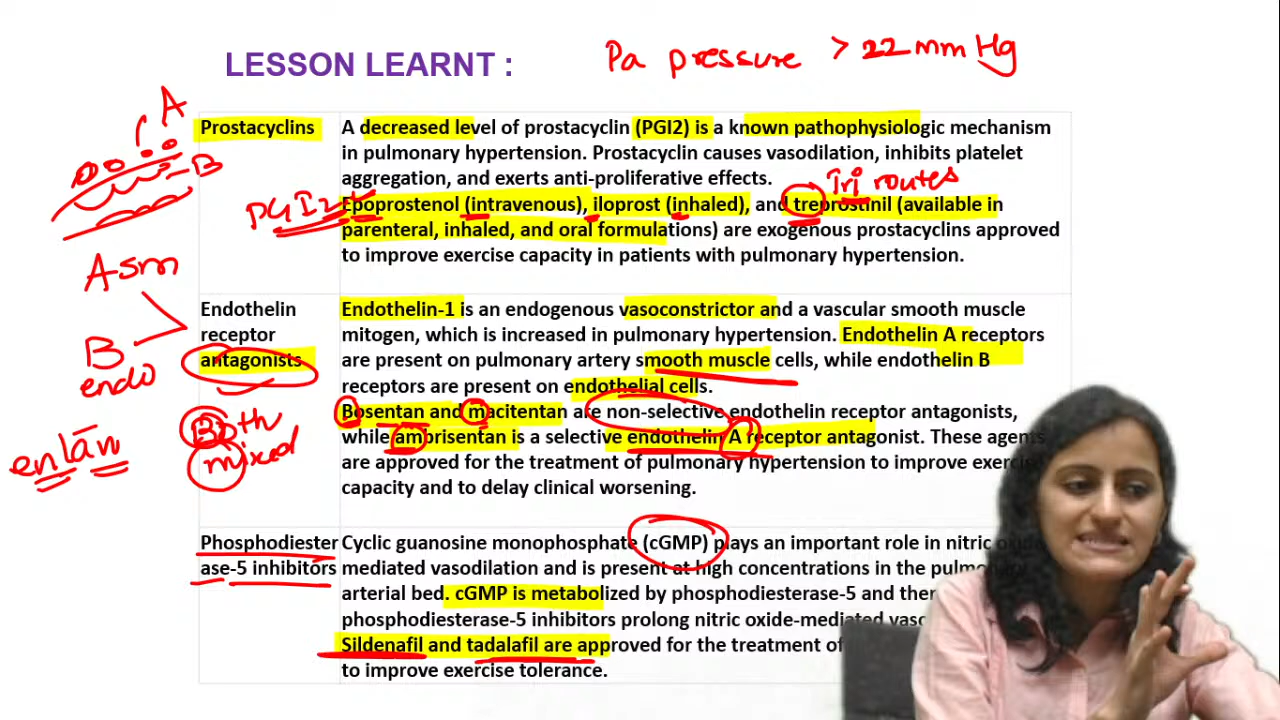 LESSON LEARNT :
Pa pressure > 22 mm Hg
A
B
Prostacyclins
A decreased level of prostacyclin (PGI2) is a known pathophysiologic mechanism
in pulmonary hypertension. Prostacyclin causes vasodilation, inhibits platelet
aggregation, and exerts anti-proliferative effects.
Tri routes
PGI2
Epoprostenol (intravenous), iloprost (inhaled), and treprostinil (available in
parenteral, inhaled, and oral formulations) are exogenous prostacyclins approved
to improve exercise capacity in patients with pulmonary hypertension.
A sm
B
endo
Endothelin
receptor
antagonists
Endothelin-1 is an endogenous vasoconstrictor and a vascular smooth muscle
mitogen, which is increased in pulmonary hypertension. Endothelin A receptors
are present on pulmonary artery smooth muscle cells, while endothelin B
receptors are present on endothelial cells.
Both
mixed
Bosentan and macitentan are non-selective endothelin receptor antagonists,
while ambrisentan is a selective endothelin A receptor antagonist. These agents
are approved for the treatment of pulmonary hypertension to improve exercise
capacity and to delay clinical worsening.
Phosphodiester
ase-5 inhibitors
Cyclic guanosine monophosphate (cGMP) plays an important role in nitric
mediated vasodilation and is present at high concentrations in the
arterial bed. cGMP is metabolized by phosphodiesterase-5 and
phosphodiesterase-5 inhibitors prolong nitric oxide-mediated
Sildenafil and tadalafil are approved for the treatment of
to improve exercise tolerance.